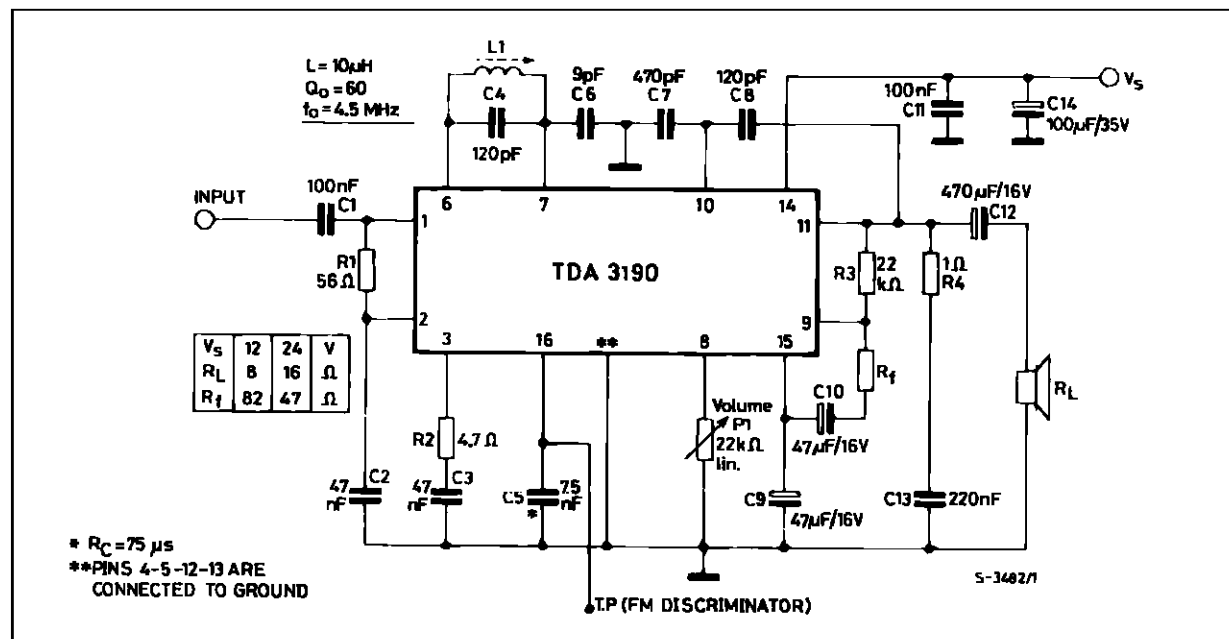 L = 10µH
Qo = 60
fo = 4.5 MHz
L1
C4
120pF
9pF
C6
470pF
C7
120pF
C8
100nF
C11
C14
100µF/35V
Vs
INPUT
100nF
C1
R1
56Ω
6
7
10
14
1
2
3
16
**
8
15
9
11
TDA 3190
R3
22
kΩ
1Ω
R4
470µF/16V
C12
Vs 12 24 V
RL 8 16 Ω
Rf 82 47 Ω
Rf
RL
C10
47µF/16V
Volume
P1
22kΩ
lin.
R2
4.7Ω
47
nF
C2
47
nF
C3
C5
*
7.5
nF
C9
47µF/16V
C13
220nF
* RC = 75 µs
**PINS 4-5-12-13 ARE
CONNECTED TO GROUND
T.P (FM DISCRIMINATOR)
S-3482/1